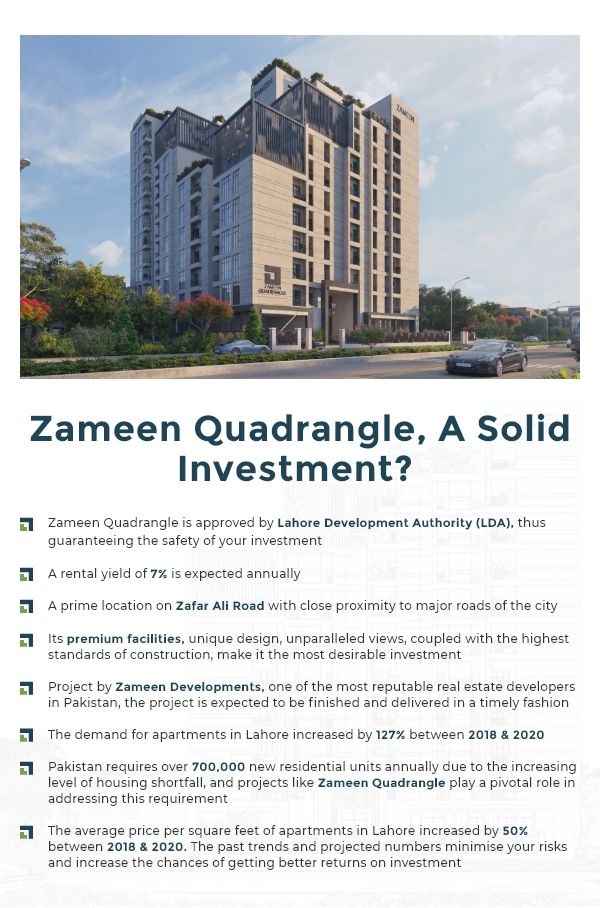 ZAMEEN
ZAMEEN
ZAMEEN
QUADRANGLE
Zameen Quadrangle, A Solid
Investment?
Zameen Quadrangle is approved by Lahore Development Authority (LDA), thus
guaranteeing the safety of your investment
A rental yield of 7% is expected annually
A prime location on Zafar Ali Road with close proximity to major roads of the city
Its premium facilities, unique design, unparalleled views, coupled with the highest
standards of construction, make it the most desirable investment
Project by Zameen Developments, one of the most reputable real estate developers
in Pakistan, the project is expected to be finished and delivered in a timely fashion
The demand for apartments in Lahore increased by 127% between 2018 & 2020
Pakistan requires over 700,000 new residential units annually due to the increasing
level of housing shortfall, and projects like Zameen Quadrangle play a pivotal role in
addressing this requirement
The average price per square feet of apartments in Lahore increased by 50%
between 2018 & 2020. The past trends and projected numbers minimise your risks
and increase the chances of getting better returns on investment